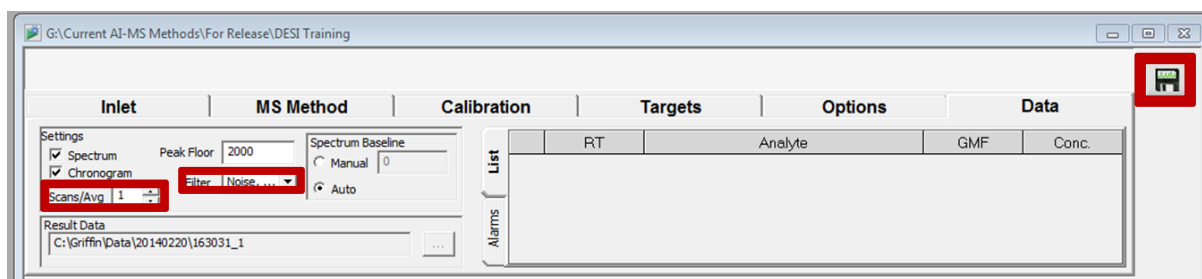 G:\Current AI-MS Methods\For Release\DESI Training
Inlet MS Method Calibration Targets Options Data
Settings
Spectrum
Chronogram
Scans/Avg 1
Peak Floor 2000
Filter Noise, ...
Spectrum Baseline
Manual 0
Auto
Result Data
C:\Griffin\Data\20140220\163031_1 ...
List
Alarms
RT Analyte GMF Conc.